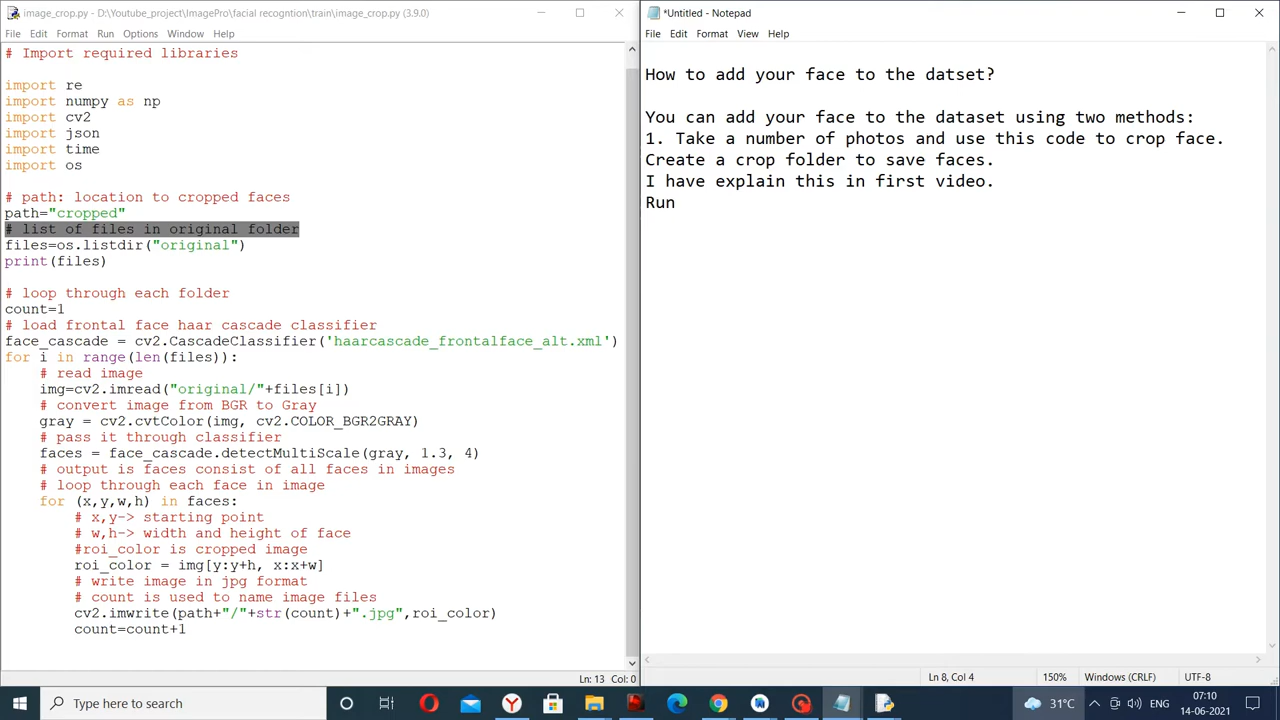 image_crop.py - D:\Youtube_project\ImagePro\facial recogntion\train\image_crop.py (3.9.0)
File Edit Format Run Options Window Help
# Import required libraries
import re
import numpy as np
import cv2
import json
import time
import os
# path: location to cropped faces
path="cropped"
# list of files in original folder
files=os.listdir("original")
print(files)
# loop through each folder
count=1
# load frontal face haar cascade classifier
face_cascade = cv2.CascadeClassifier('haarcascade_frontalface_alt.xml')
for i in range(len(files)):
# read image
img=cv2.imread("original/"+files[i])
# convert image from BGR to Gray
gray = cv2.cvtColor(img, cv2.COLOR_BGR2GRAY)
# pass it through classifier
faces = face_cascade.detectMultiScale(gray, 1.3, 4)
# output is faces consist of all faces in images
# loop through each face in image
for (x,y,w,h) in faces:
# x,y-> starting point
# w,h-> width and height of face
#roi_color is cropped image
roi_color = img[y:y+h, x:x+w]
# write image in jpg format
# count is used to name image files
cv2.imwrite(path+"/"+str(count)+".jpg",roi_color)
count=count+1
Ln: 13 Col: 0
*Untitled - Notepad
File Edit Format View Help
How to add your face to the datset?
You can add your face to the dataset using two methods:
1. Take a number of photos and use this code to crop face.
Create a crop folder to save faces.
I have explain this in first video.
Run
Ln 8, Col 4 150% Windows (CRLF) UTF-8
Type here to search
31°C ENG 07:10
14-06-2021